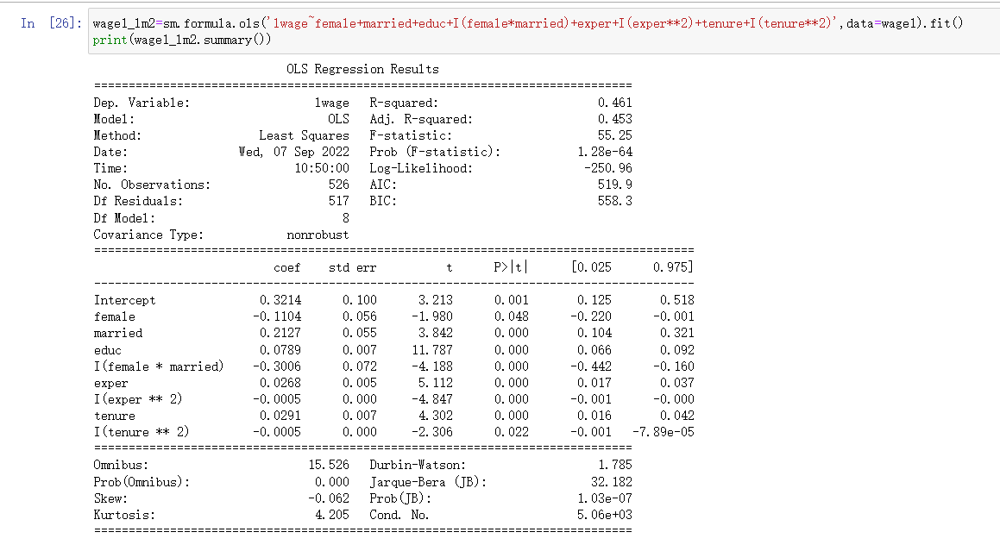 In [26]: wage1_lm2=sm.formula.ols('lwage~female+married+educ+I(female*married)+exper+I(exper**2)+tenure+I(tenure**2)',data=wage1).fit()
print(wage1_lm2.summary())
OLS Regression Results
==============================================================================
Dep. Variable: lwage R-squared: 0.461
Model: OLS Adj. R-squared: 0.453
Method: Least Squares F-statistic: 55.25
Date: Wed, 07 Sep 2022 Prob (F-statistic): 1.28e-64
Time: 10:50:00 Log-Likelihood: -250.96
No. Observations: 526 AIC: 519.9
Df Residuals: 517 BIC: 558.3
Df Model: 8
Covariance Type: nonrobust
=======================================================================================
coef std err t P>|t| [0.025 0.975]
---------------------------------------------------------------------------------------
Intercept 0.3214 0.100 3.213 0.001 0.125 0.518
female -0.1104 0.056 -1.980 0.048 -0.220 -0.001
married 0.2127 0.055 3.842 0.000 0.104 0.321
educ 0.0789 0.007 11.787 0.000 0.066 0.092
I(female * married) -0.3006 0.072 -4.188 0.000 -0.442 -0.160
exper 0.0268 0.005 5.112 0.000 0.017 0.037
I(exper ** 2) -0.0005 0.000 -4.847 0.000 -0.001 -0.000
tenure 0.0291 0.007 4.302 0.000 0.016 0.042
I(tenure ** 2) -0.0005 0.000 -2.306 0.022 -0.001 -7.89e-05
==============================================================================
Omnibus: 15.526 Durbin-Watson: 1.785
Prob(Omnibus): 0.000 Jarque-Bera (JB): 32.182
Skew: -0.062 Prob(JB): 1.03e-07
Kurtosis: 4.205 Cond. No. 5.06e+03
==============================================================================